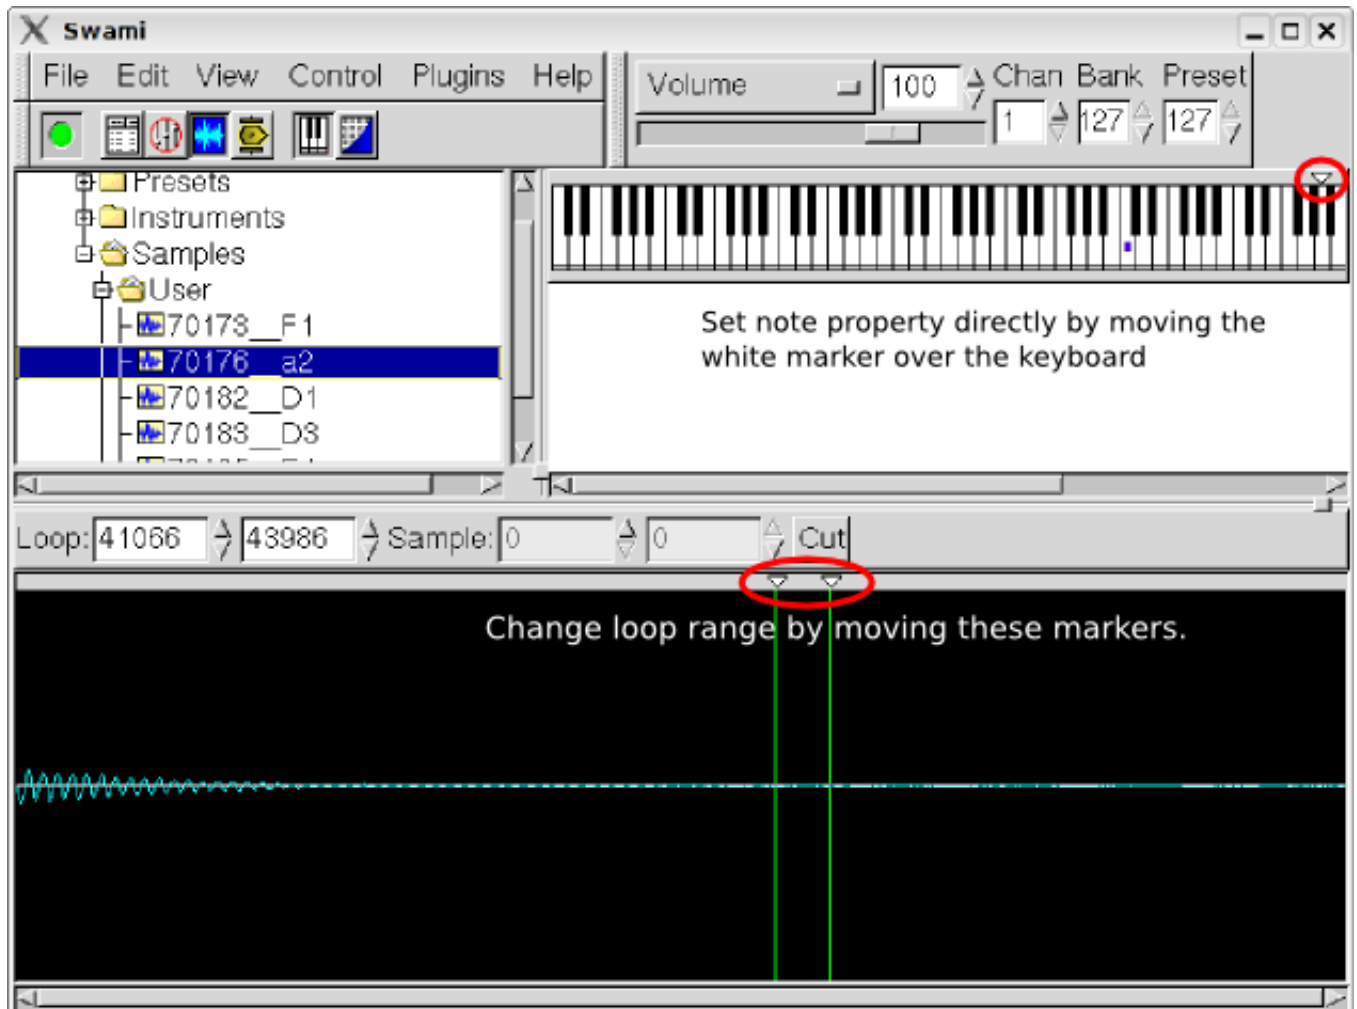 Swami
File Edit View Control Plugins Help
Volume 100 Chan Bank Preset
1 127 127
Presets
Instruments
Samples
User
70173__F1
70176__a2
70182__D1
70183__D3
Set note property directly by moving the
white marker over the keyboard
Loop: 41066 43986 Sample: 0 0 Cut
Change loop range by moving these markers.